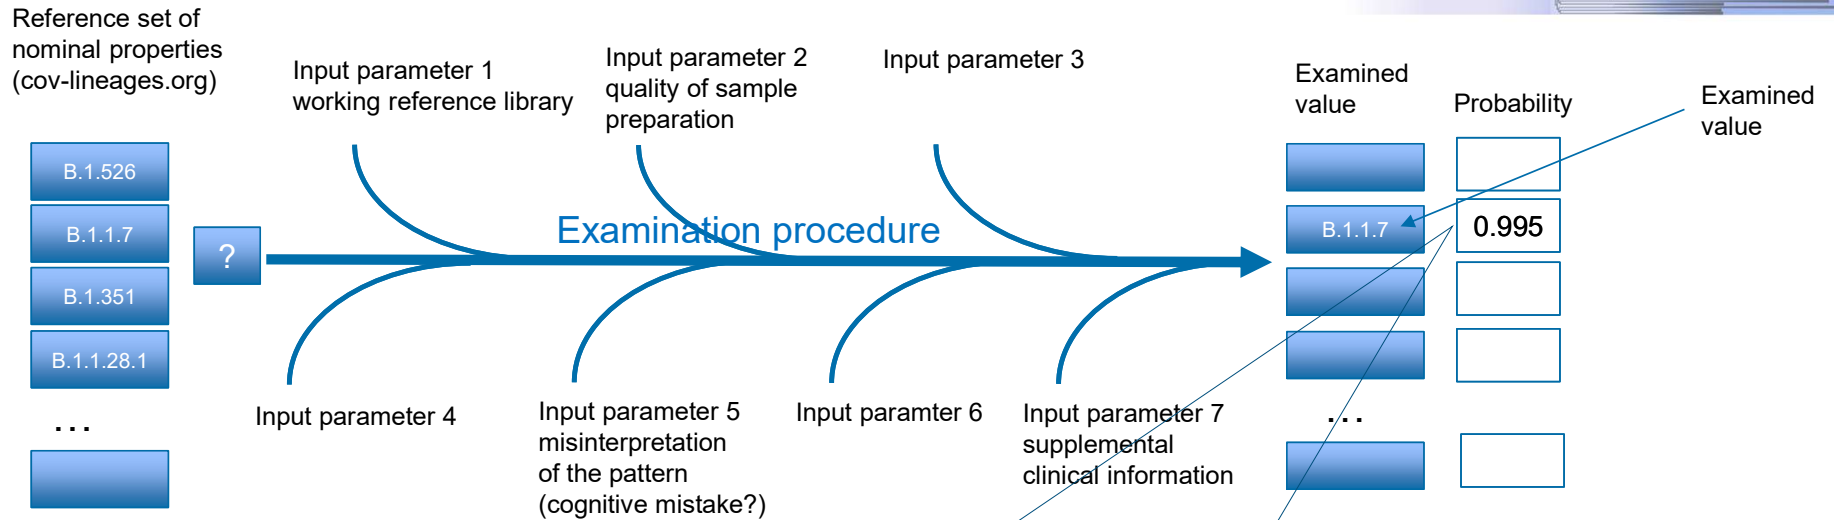 Reference set of
nominal properties
(cov-lineages.org)
Input parameter 1
working reference library
Input parameter 2
quality of sample
preparation
Input parameter 3
Examined
value
Probability
Examined
value
B.1.526
B.1.1.7
B.1.351
B.1.1.28.1
...
?
Examination procedure
B.1.1.7
0.995
...
Input parameter 4
Input parameter 5
misinterpretation
of the pattern
(cognitive mistake?)
Input paramter 6
Input parameter 7
supplemental
clinical information